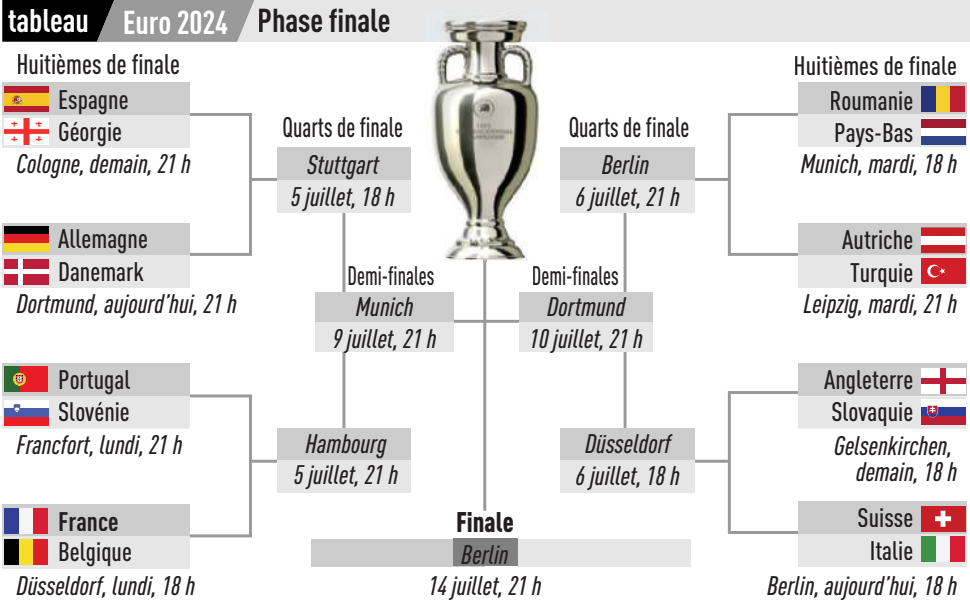 tableau Euro 2024 Phase finale
Huitièmes de finale
Espagne
Géorgie
Cologne, demain, 21 h
Allemagne
Danemark
Dortmund, aujourd'hui, 21 h
Portugal
Slovénie
Francfort, lundi, 21 h
France
Belgique
Düsseldorf, lundi, 18 h
Quarts de finale
Stuttgart
5 juillet, 18 h
Hambourg
5 juillet, 21 h
Demi-finales
Munich
9 juillet, 21 h
Finale
Berlin
14 juillet, 21 h
Demi-finales
Dortmund
10 juillet, 21 h
Quarts de finale
Berlin
6 juillet, 21 h
Düsseldorf
6 juillet, 18 h
Huitièmes de finale
Roumanie
Pays-Bas
Munich, mardi, 18 h
Autriche
Turquie
Leipzig, mardi, 21 h
Angleterre
Slovaquie
Gelsenkirchen,
demain, 18 h
Suisse
Italie
Berlin, aujourd'hui, 18 h